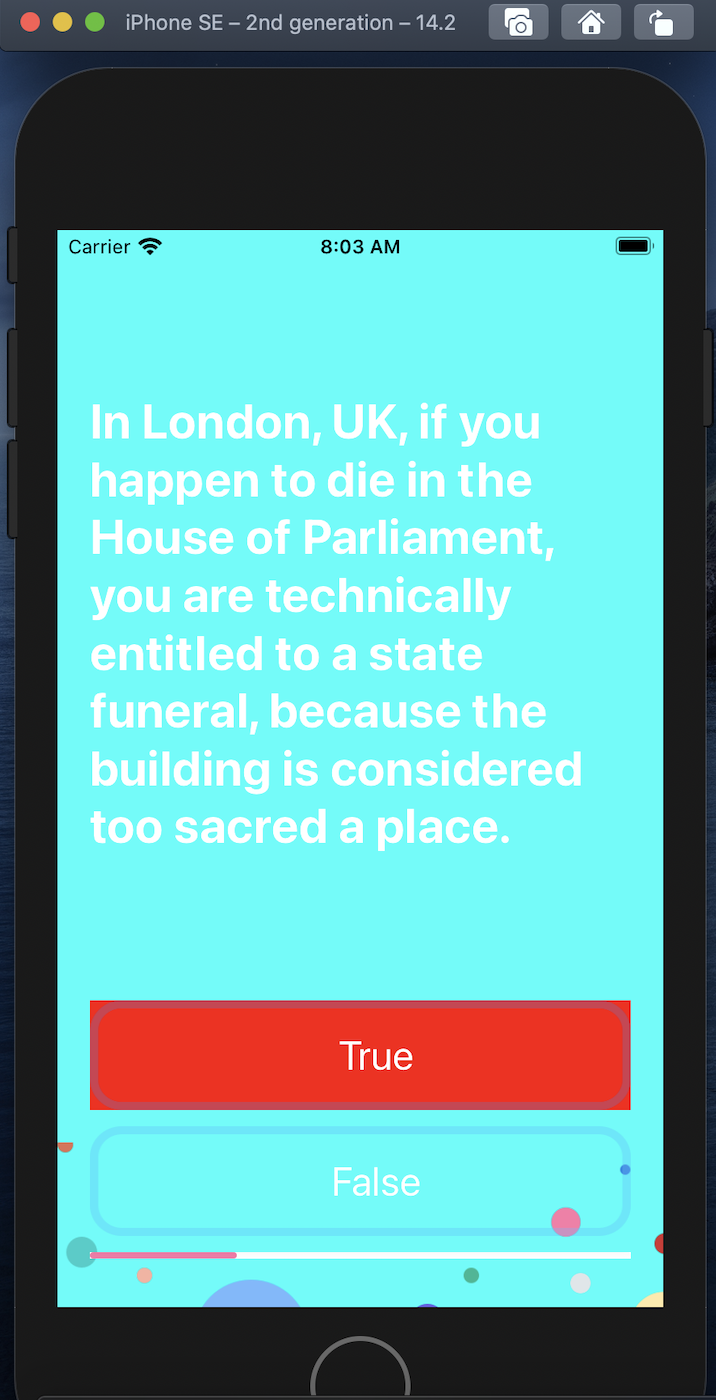 iPhone SE – 2nd generation – 14.2
Carrier 8:03 AM
In London, UK, if you
happen to die in the
House of Parliament,
you are technically
entitled to a state
funeral, because the
building is considered
too sacred a place.
True
False